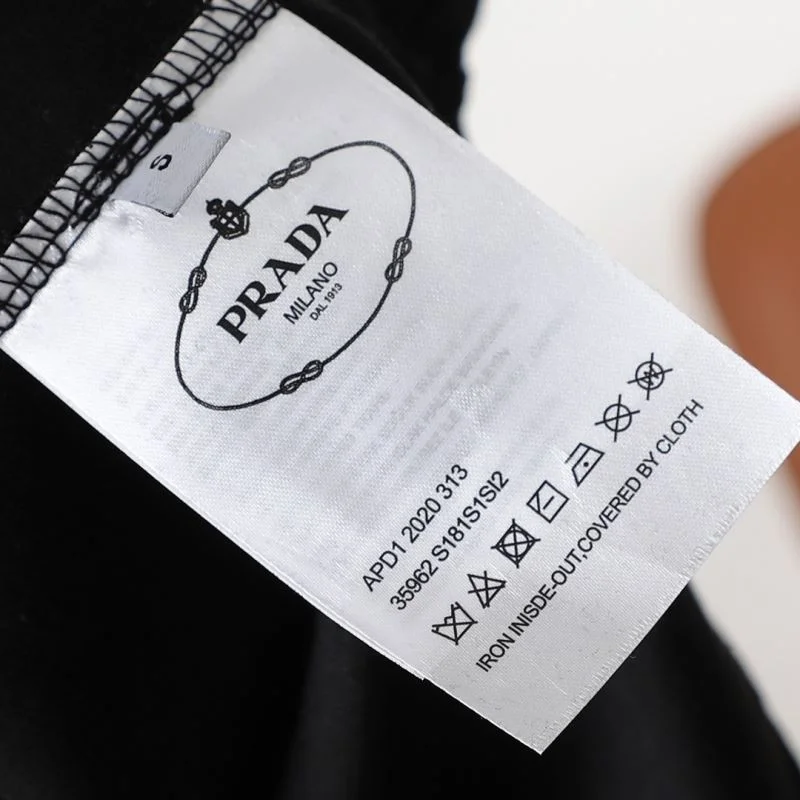 S
PRADA
MILANO
DAL 1913
APD1 2020 313
35962 S181S1SI2
IRON INISDE-OUT,COVERED BY CLOTH